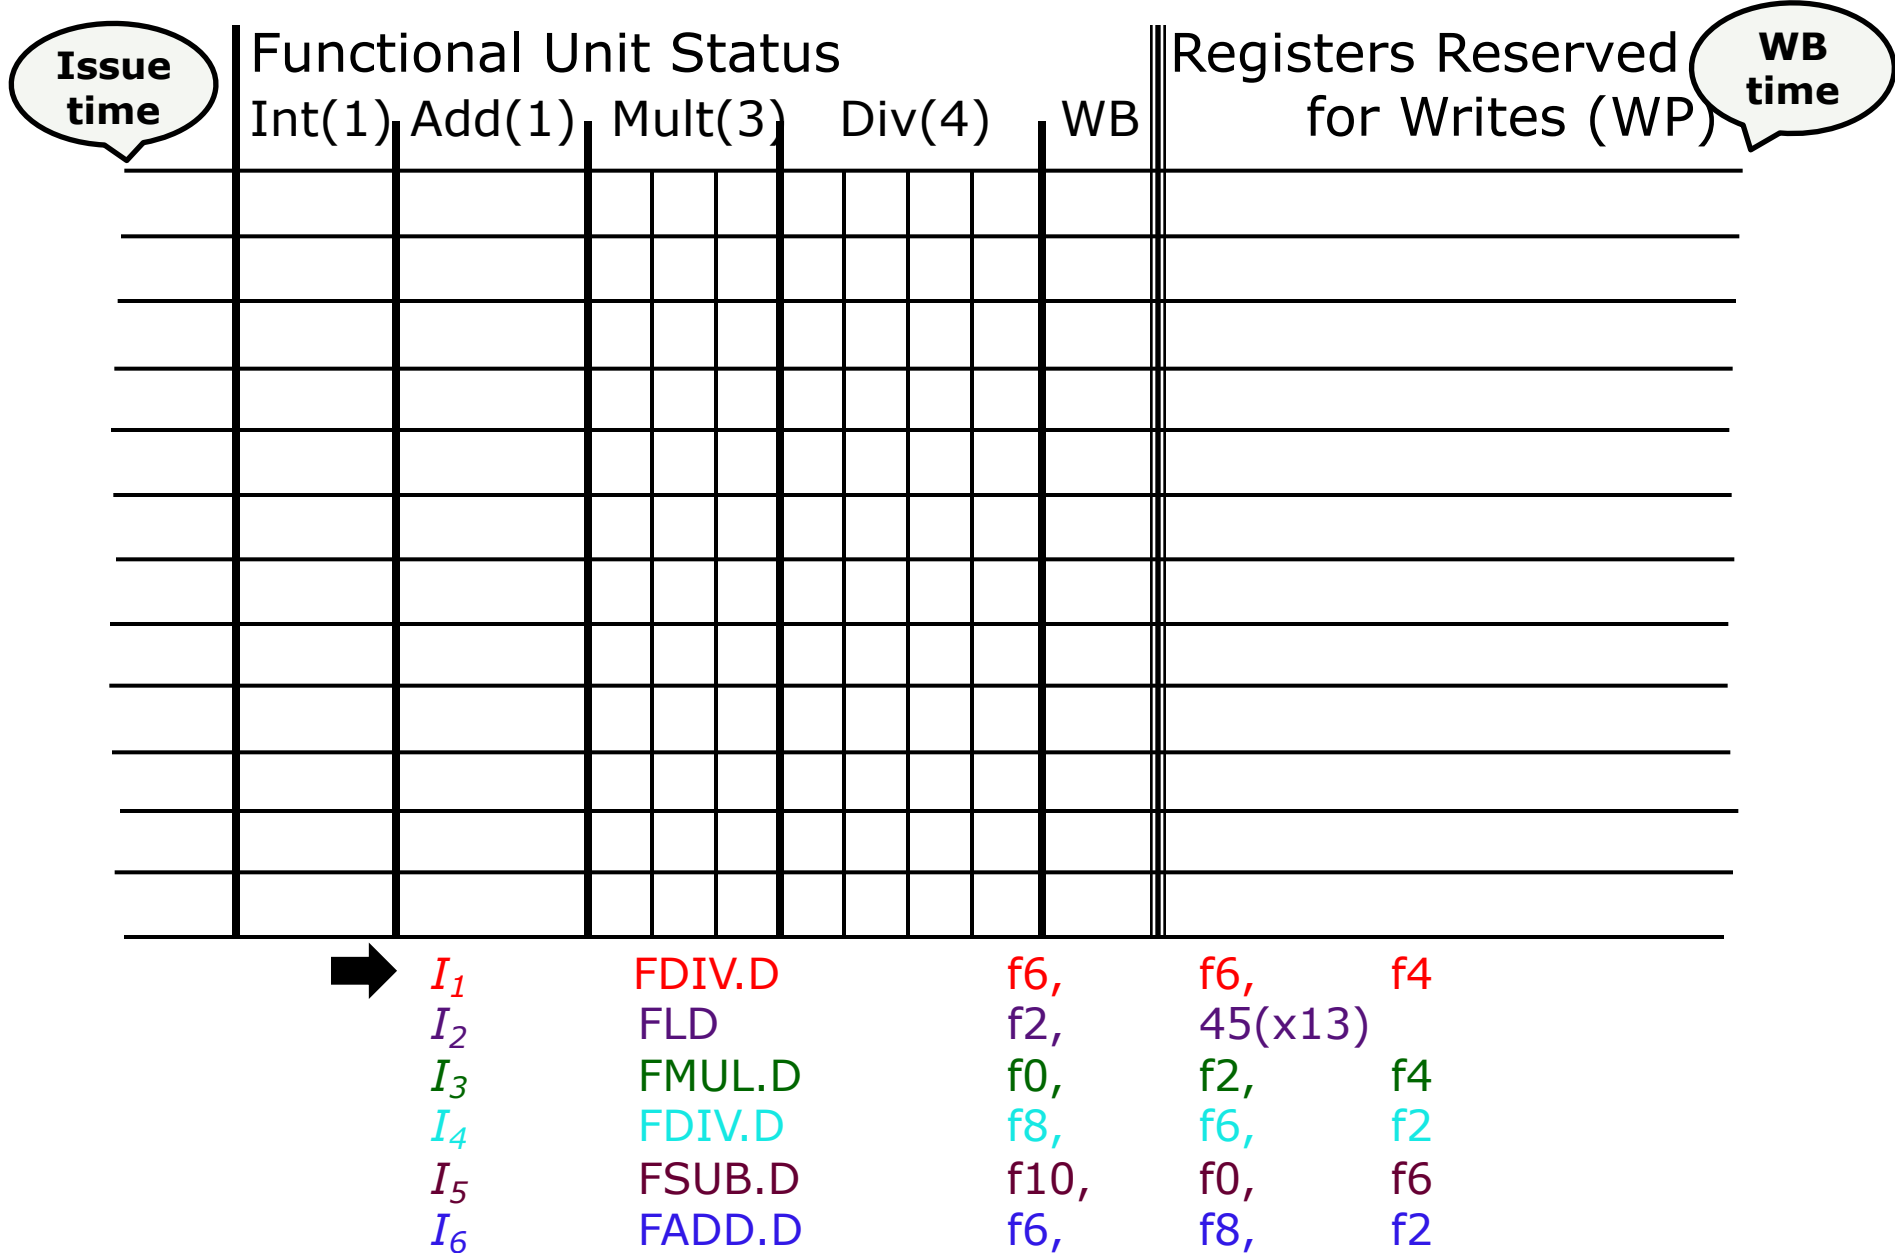 Issue
time
Functional Unit Status
Int(1) Add(1) Mult(3) Div(4) WB
Registers Reserved
for Writes (WP)
WB
time
I1 FDIV.D f6, f6, f4
I2 FLD f2, 45(x13)
I3 FMUL.D f0, f2, f4
I4 FDIV.D f8, f6, f2
I5 FSUB.D f10, f0, f6
I6 FADD.D f6, f8, f2